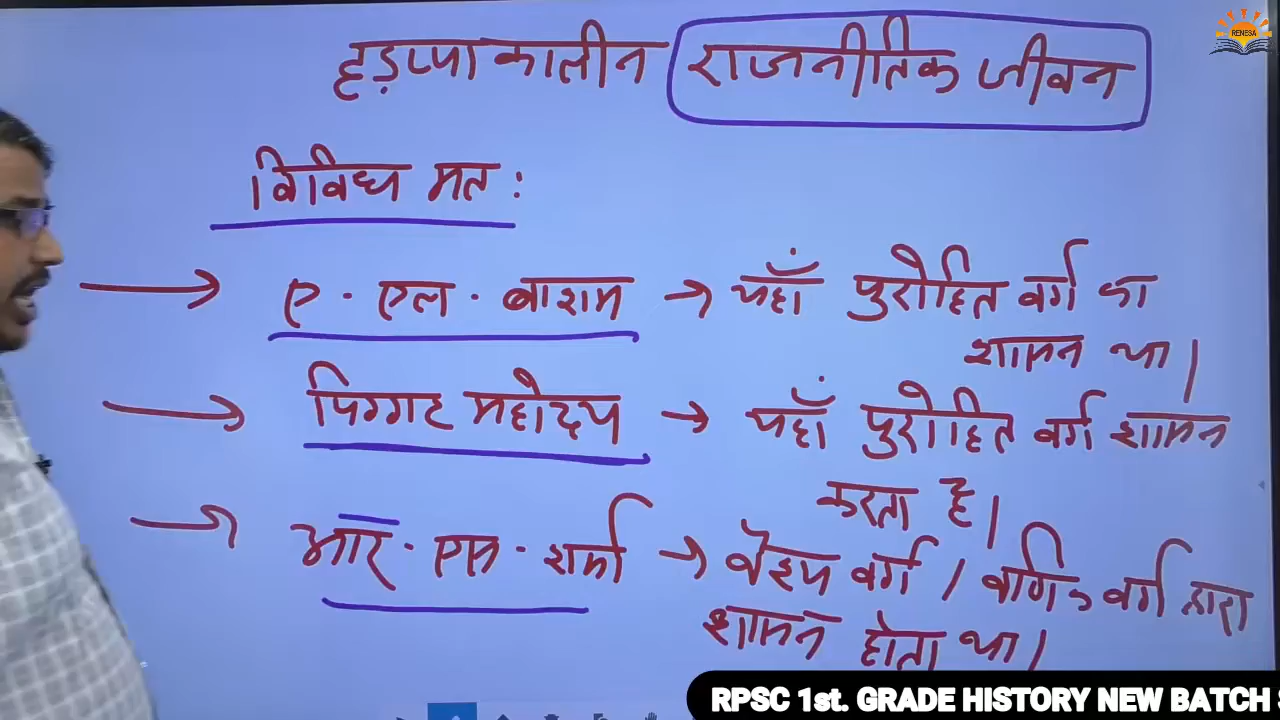 RENESA
हड़प्पा कालीन राजनीतिक जीवन
विविध मत :
ए . एल . बाशम → यहाँ पुरोहित वर्ग का
शासन था।
पिग्गट महोदय → यहाँ पुरोहित वर्ग शासन
करता है।
आर . एस . शर्मा → वैश्य वर्ग / वणिक वर्ग द्वारा
शासन होता था।
RPSC 1st. GRADE HISTORY NEW BATCH